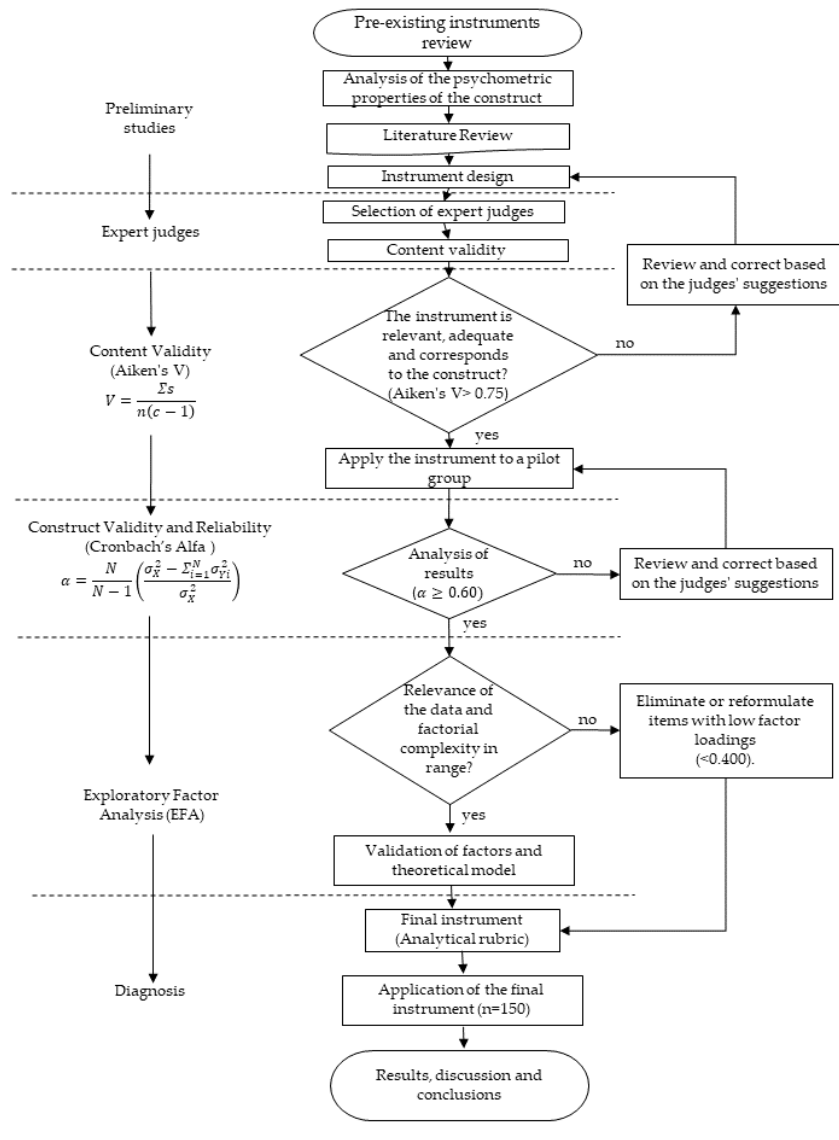 Pre-existing instruments
review
Analysis of the psychometric
properties of the construct
Preliminary
studies
Literature Review
Instrument design
Selection of expert judges
Expert judges
Content validity
Review and correct based
on the judges' suggestions
The instrument is
relevant, adequate
and corresponds
to the construct?
(Aiken's V> 0.75)
no
yes
Content Validity
(Aiken's V)
V = Σs / n(c − 1)
Apply the instrument to a pilot
group
Construct Validity and Reliability
(Cronbach's Alfa )
α = N / N − 1 (σ²_X − Σ^N_{i=1} σ²_{Yi} / σ²_X)
Analysis of
results
(α ≥ 0.60)
no
yes
Review and correct based
on the judges' suggestions
Relevance of
the data and
factorial
complexity in
range?
no
yes
Eliminate or reformulate
items with low factor
loadings
(<0.400).
Exploratory Factor
Analysis (EFA)
Validation of factors and
theoretical model
Final instrument
(Analytical rubric)
Diagnosis
Application of the final
instrument (n=150)
Results, discussion and
conclusions